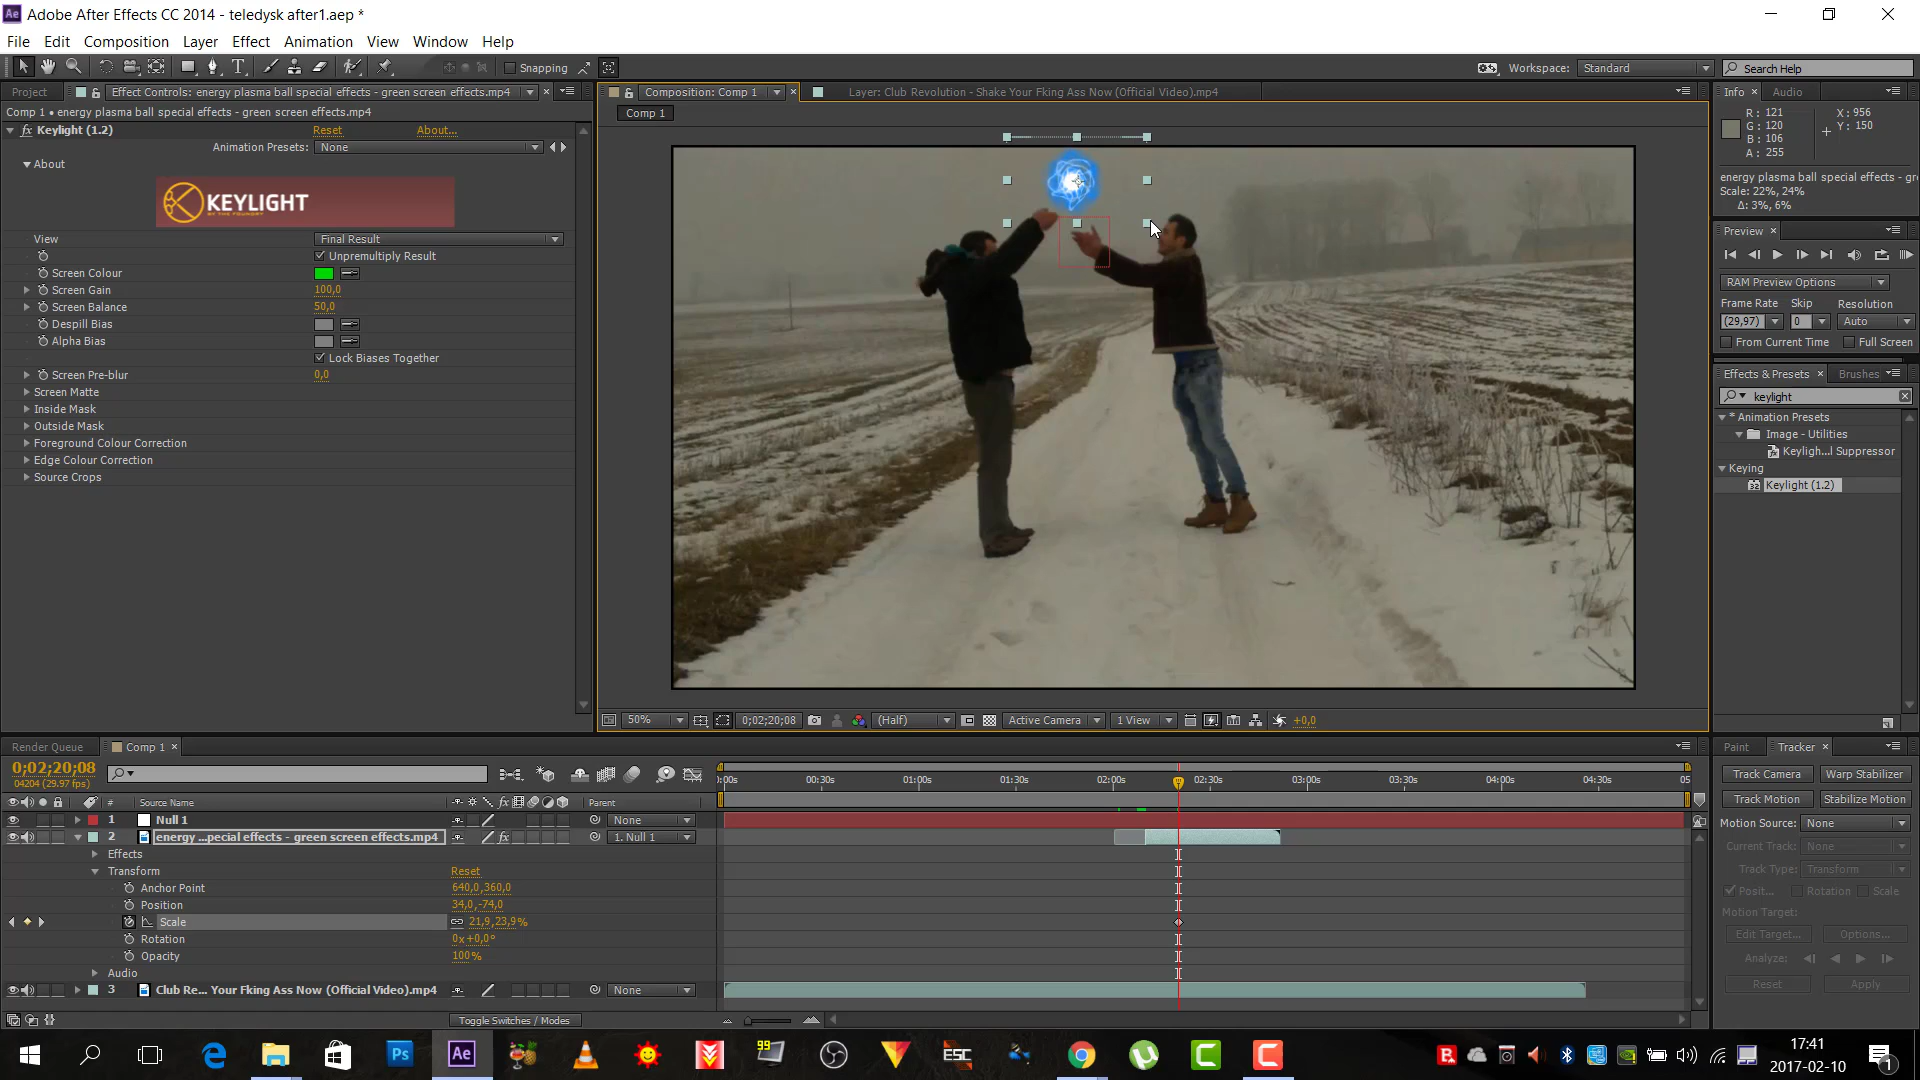 Adobe After Effects CC 2014 - teledysk after1.aep *
File Edit Composition Layer Effect Animation View Window Help
Snapping
Workspace: Standard
Search Help
Project
Effect Controls: energy plasma ball special effects - green screen effects.mp4
Comp 1 • energy plasma ball special effects - green screen effects.mp4
fx Keylight (1.2) Reset About...
Animation Presets: None
About
KEYLIGHT
BY THE FOUNDRY
View Final Result
Unpremultiply Result
Screen Colour
Screen Gain 100,0
Screen Balance 50,0
Despill Bias
Alpha Bias
Lock Biases Together
Screen Pre-blur 0,0
Screen Matte
Inside Mask
Outside Mask
Foreground Colour Correction
Edge Colour Correction
Source Crops
Composition: Comp 1
Layer: Club Revolution - Shake Your Fking Ass Now (Official Video).mp4
Comp 1
50% 0;02;20;08 (Half) Active Camera 1 View +0,0
Info Audio
R: 121 X: 956
G: 120 Y: 150
B: 106
A: 255
energy plasma ball special effects - gr
Scale: 22%, 24%
Δ: 3%, 6%
Preview
RAM Preview Options
Frame Rate Skip Resolution
(29,97) 0 Auto
From Current Time Full Screen
Effects & Presets Brushes
keylight
* Animation Presets
Image - Utilities
Keyligh...l Suppressor
Keying
Keylight (1.2)
Render Queue Comp 1
0;02;20;08
04204 (29.97 fps)
# Source Name Parent
1 Null 1 None
2 energy ...pecial effects - green screen effects.mp4 fx 1. Null 1
Effects
Transform Reset
Anchor Point 640,0,360,0
Position 34,0,-74,0
Scale 21,9,23,9%
Rotation 0x+0,0°
Opacity 100%
Audio
3 Club Re... Your Fking Ass Now (Official Video).mp4 None
Toggle Switches / Modes
:00s 00:30s 01:00s 01:30s 02:00s 02:30s 03:00s 03:30s 04:00s 04:30s 05
Paint Tracker
Track Camera Warp Stabilizer
Track Motion Stabilize Motion
Motion Source: None
Current Track: None
Track Type: Transform
Posit... Rotation Scale
Motion Target:
Edit Target... Options...
Analyze:
Reset Apply
Ps Ae 99 ESC
17:41
2017-02-10
1